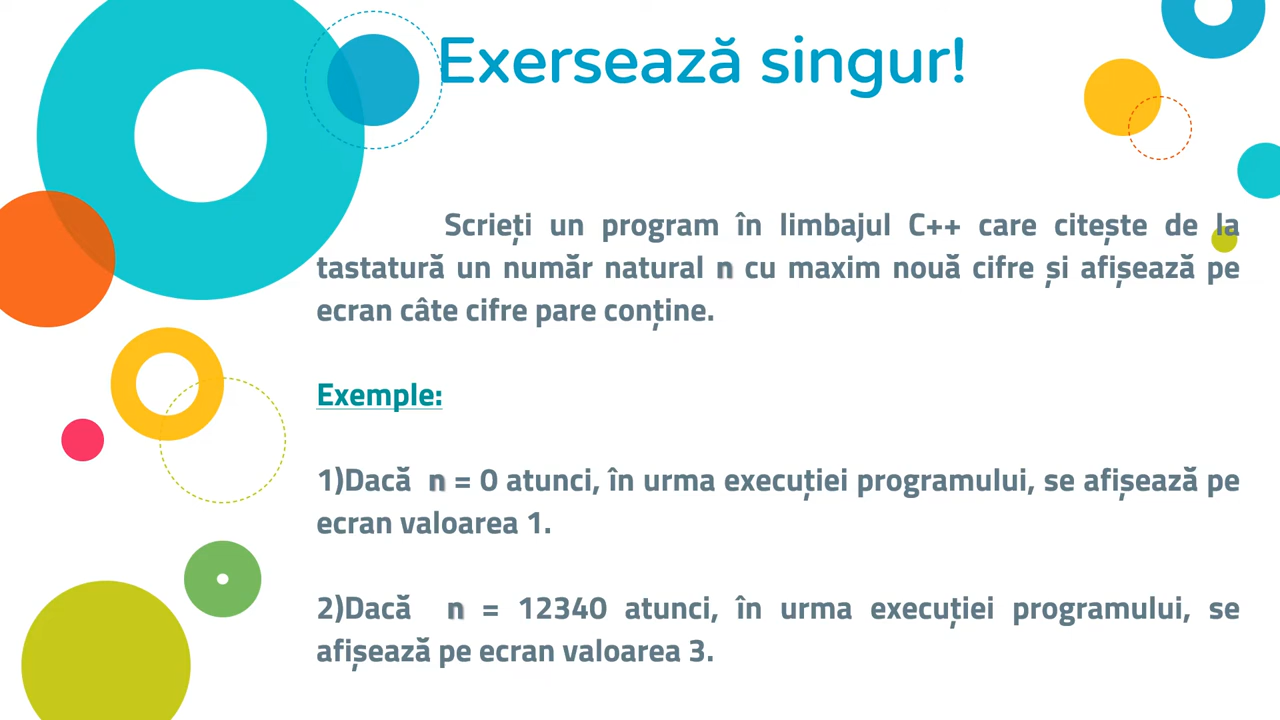 Exersează singur!
Scrieți un program în limbajul C++ care citește de la
tastatură un număr natural n cu maxim nouă cifre și afișează pe
ecran câte cifre pare conține.
Exemple:
1)Dacă n = 0 atunci, în urma execuției programului, se afișează pe
ecran valoarea 1.
2)Dacă n = 12340 atunci, în urma execuției programului, se
afișează pe ecran valoarea 3.